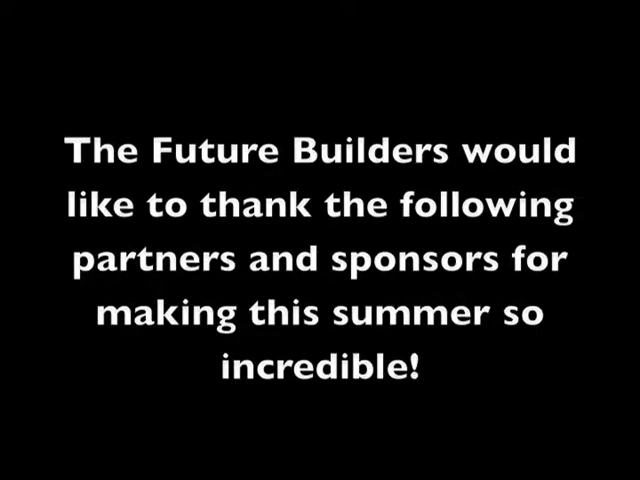 The Future Builders would
like to thank the following
partners and sponsors for
making this summer so
incredible!